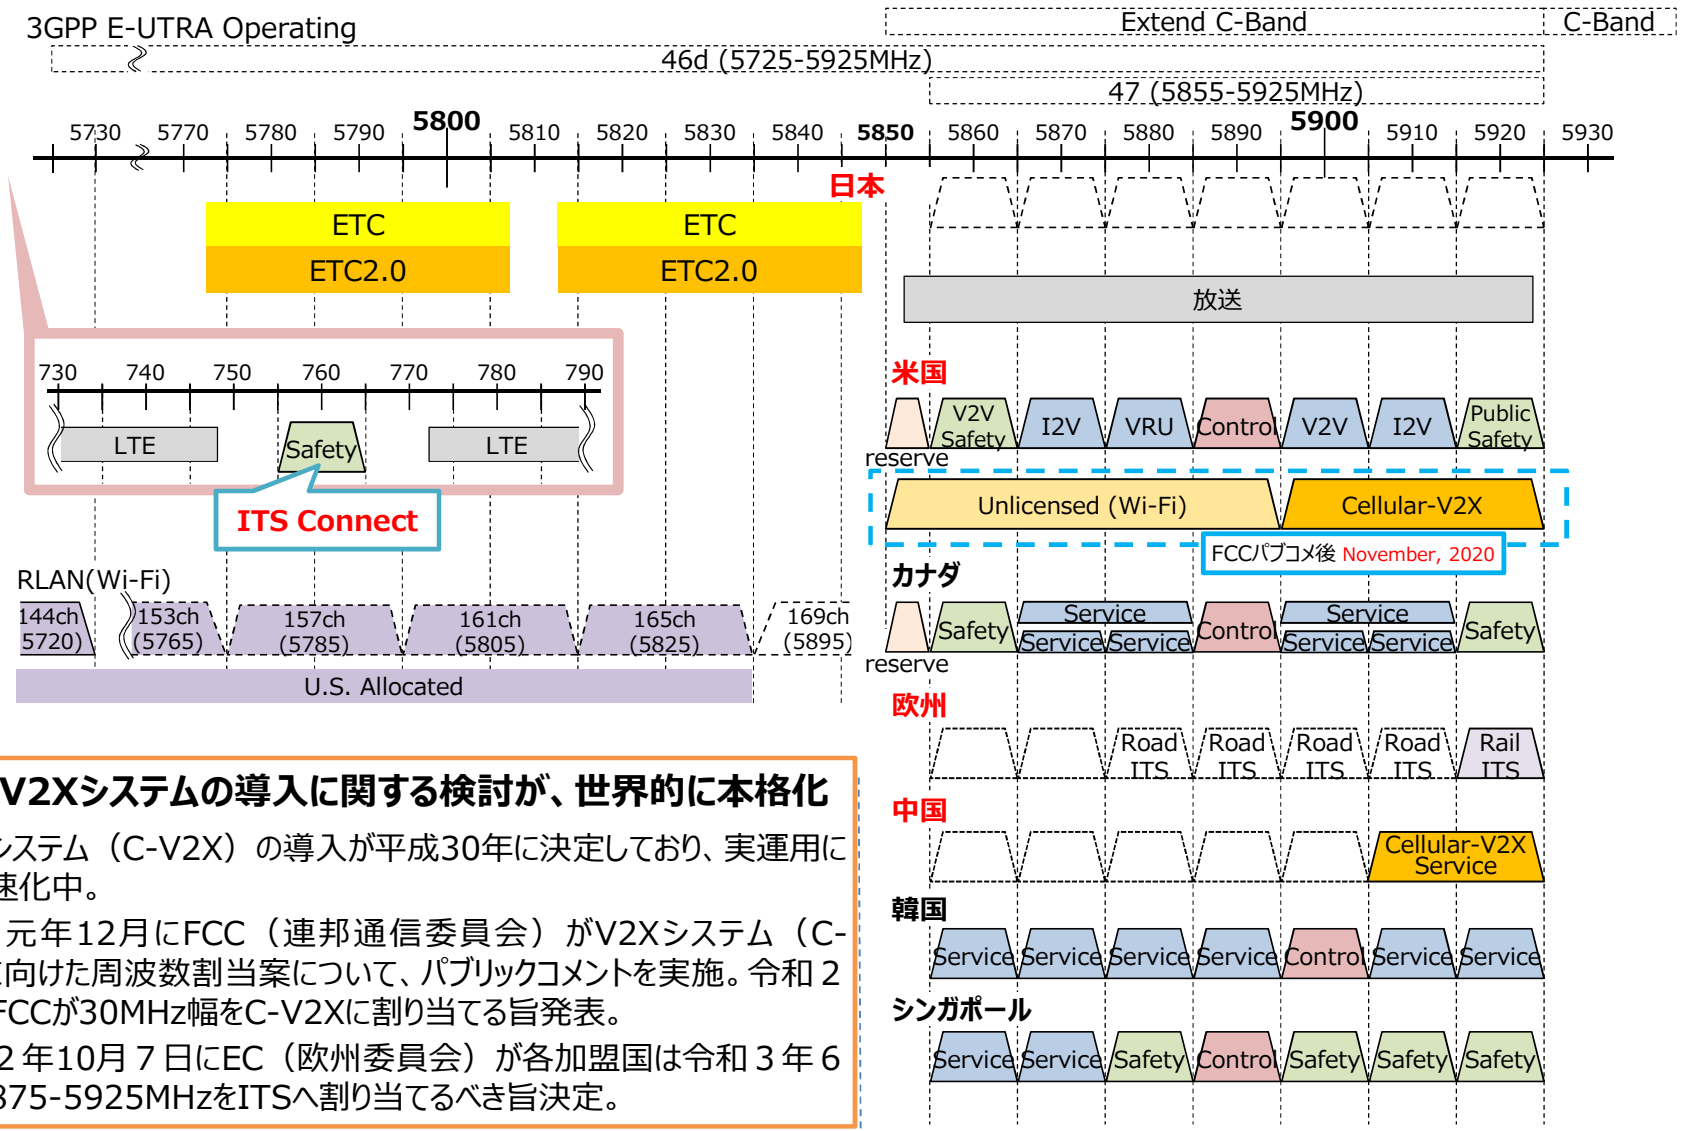 3GPP E-UTRA Operating
Extend C-Band
C-Band
46d (5725-5925MHz)
47 (5855-5925MHz)
5730 5770 5780 5790 5800 5810 5820 5830 5840 5850 5860 5870 5880 5890 5900 5910 5920 5930
日本
ETC
ETC
ETC2.0
ETC2.0
放送
730 740 750 760 770 780 790
LTE
Safety
LTE
ITS Connect
米国
reserve
V2V
Safety
I2V
VRU
Control
V2V
I2V
Public
Safety
Unlicensed (Wi-Fi)
Cellular-V2X
FCCパブコメ後 November, 2020
RLAN(Wi-Fi)
144ch
5720)
153ch
(5765)
157ch
(5785)
161ch
(5805)
165ch
(5825)
169ch
(5895)
U.S. Allocated
カナダ
reserve
Safety
Service
Service
Service
Control
Service
Service
Service
Safety
欧州
Road
ITS
Road
ITS
Road
ITS
Road
ITS
Rail
ITS
中国
Cellular-V2X
Service
韓国
Service
Service
Service
Service
Control
Service
Service
シンガポール
Service
Service
Safety
Control
Safety
Safety
Safety
V2Xシステムの導入に関する検討が、世界的に本格化
システム（C-V2X）の導入が平成30年に決定しており、実運用に
速化中。
元年12月にFCC（連邦通信委員会）がV2Xシステム（C-
に向けた周波数割当案について、パブリックコメントを実施。令和２
FCCが30MHz幅をC-V2Xに割り当てる旨発表。
２年10月７日にEC（欧州委員会）が各加盟国は令和３年６
875-5925MHzをITSへ割り当てるべき旨決定。